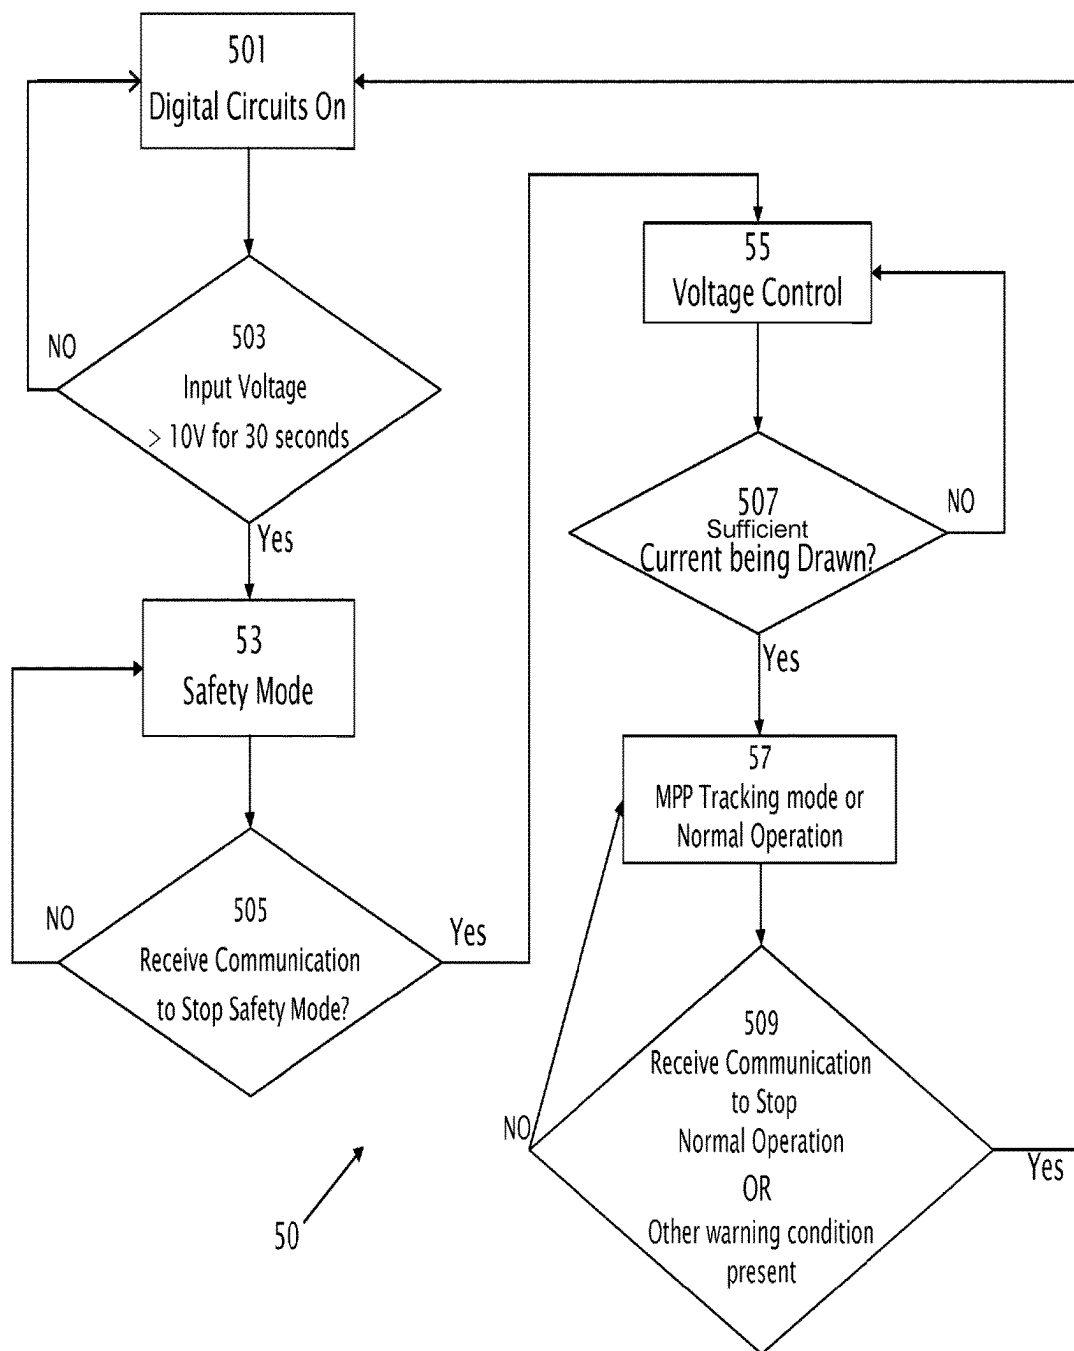 501
Digital Circuits On
NO
503
Input Voltage
> 10V for 30 seconds
Yes
53
Safety Mode
NO
505
Receive Communication
to Stop Safety Mode?
Yes
50
55
Voltage Control
507
Sufficient
Current being Drawn?
NO
Yes
57
MPP Tracking mode or
Normal Operation
NO
509
Receive Communication
to Stop
Normal Operation
OR
Other warning condition
present
Yes